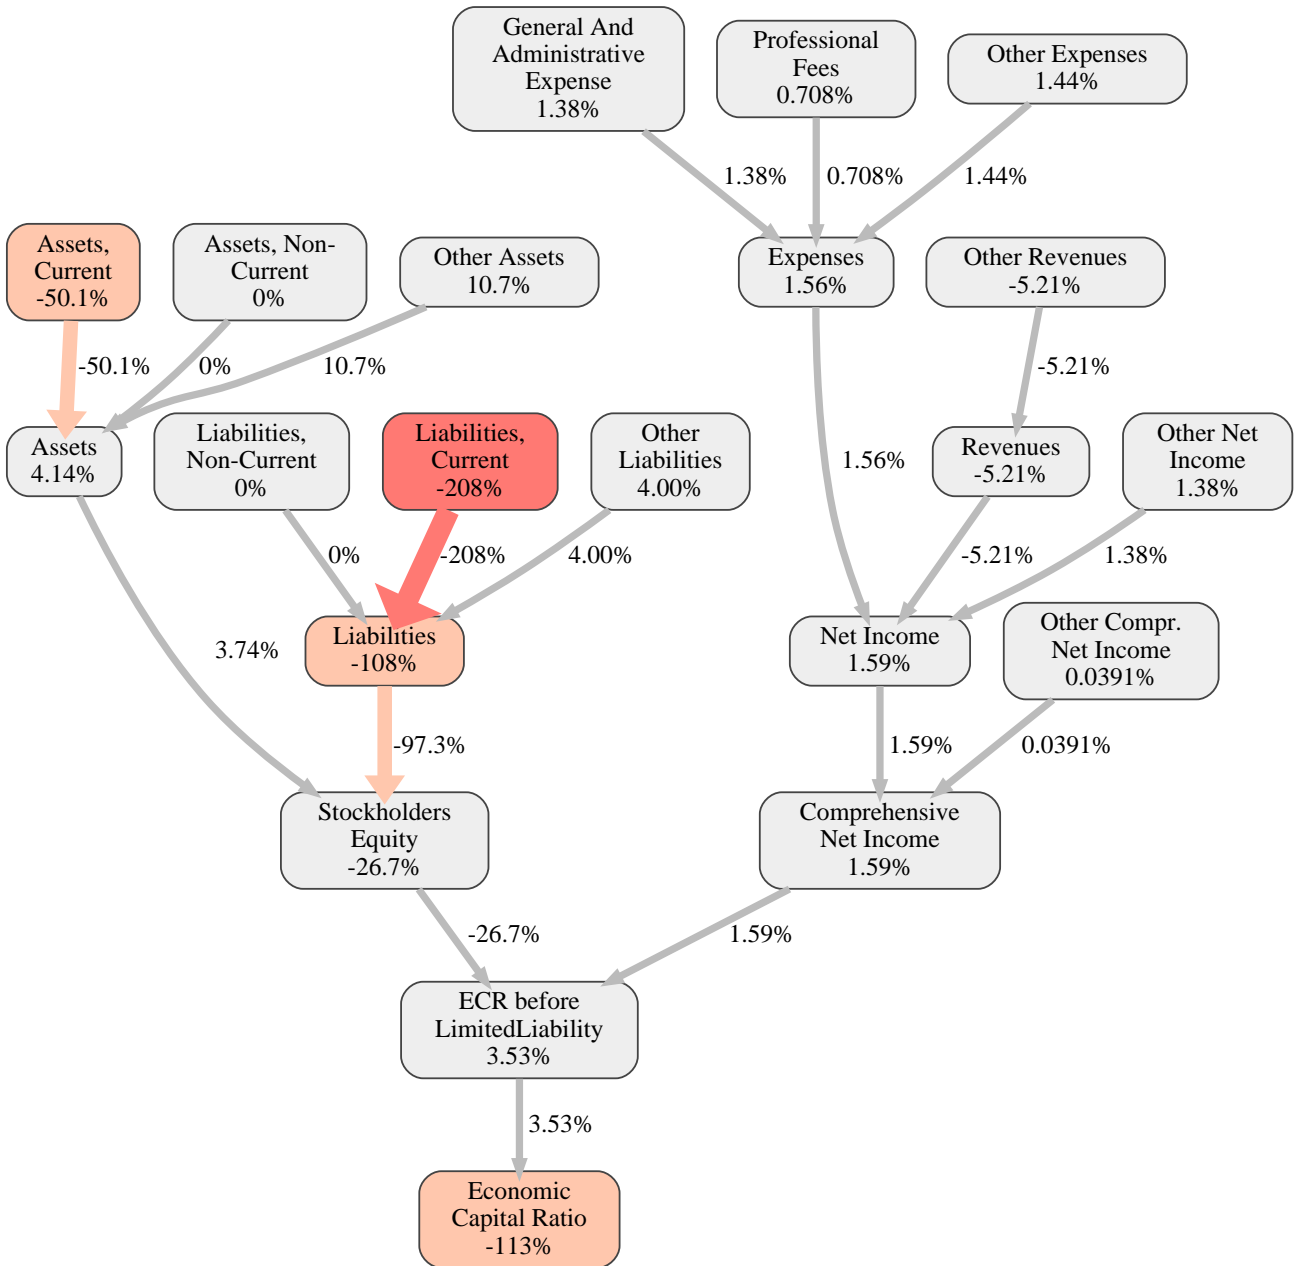 General And
Administrative
Expense
1.38%
Professional
Fees
0.708%
Other Expenses
1.44%
1.38%
0.708%
1.44%
Assets,
Current
-50.1%
Assets, Non-
Current
0%
Other Assets
10.7%
Expenses
1.56%
Other Revenues
-5.21%
-50.1%
0%
10.7%
-5.21%
Assets
4.14%
Liabilities,
Non-Current
0%
Liabilities,
Current
-208%
Other
Liabilities
4.00%
1.56%
Revenues
-5.21%
Other Net
Income
1.38%
0%
-208%
4.00%
-5.21%
1.38%
3.74%
Liabilities
-108%
Net Income
1.59%
Other Compr.
Net Income
0.0391%
-97.3%
1.59%
0.0391%
Stockholders
Equity
-26.7%
Comprehensive
Net Income
1.59%
-26.7%
1.59%
ECR before
LimitedLiability
3.53%
3.53%
Economic
Capital Ratio
-113%